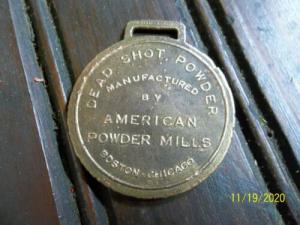 DEAD SHOT POWDER
MANUFACTURED
BY
AMERICAN
POWDER MILLS
BOSTON-CHICAGO
11/19/2020